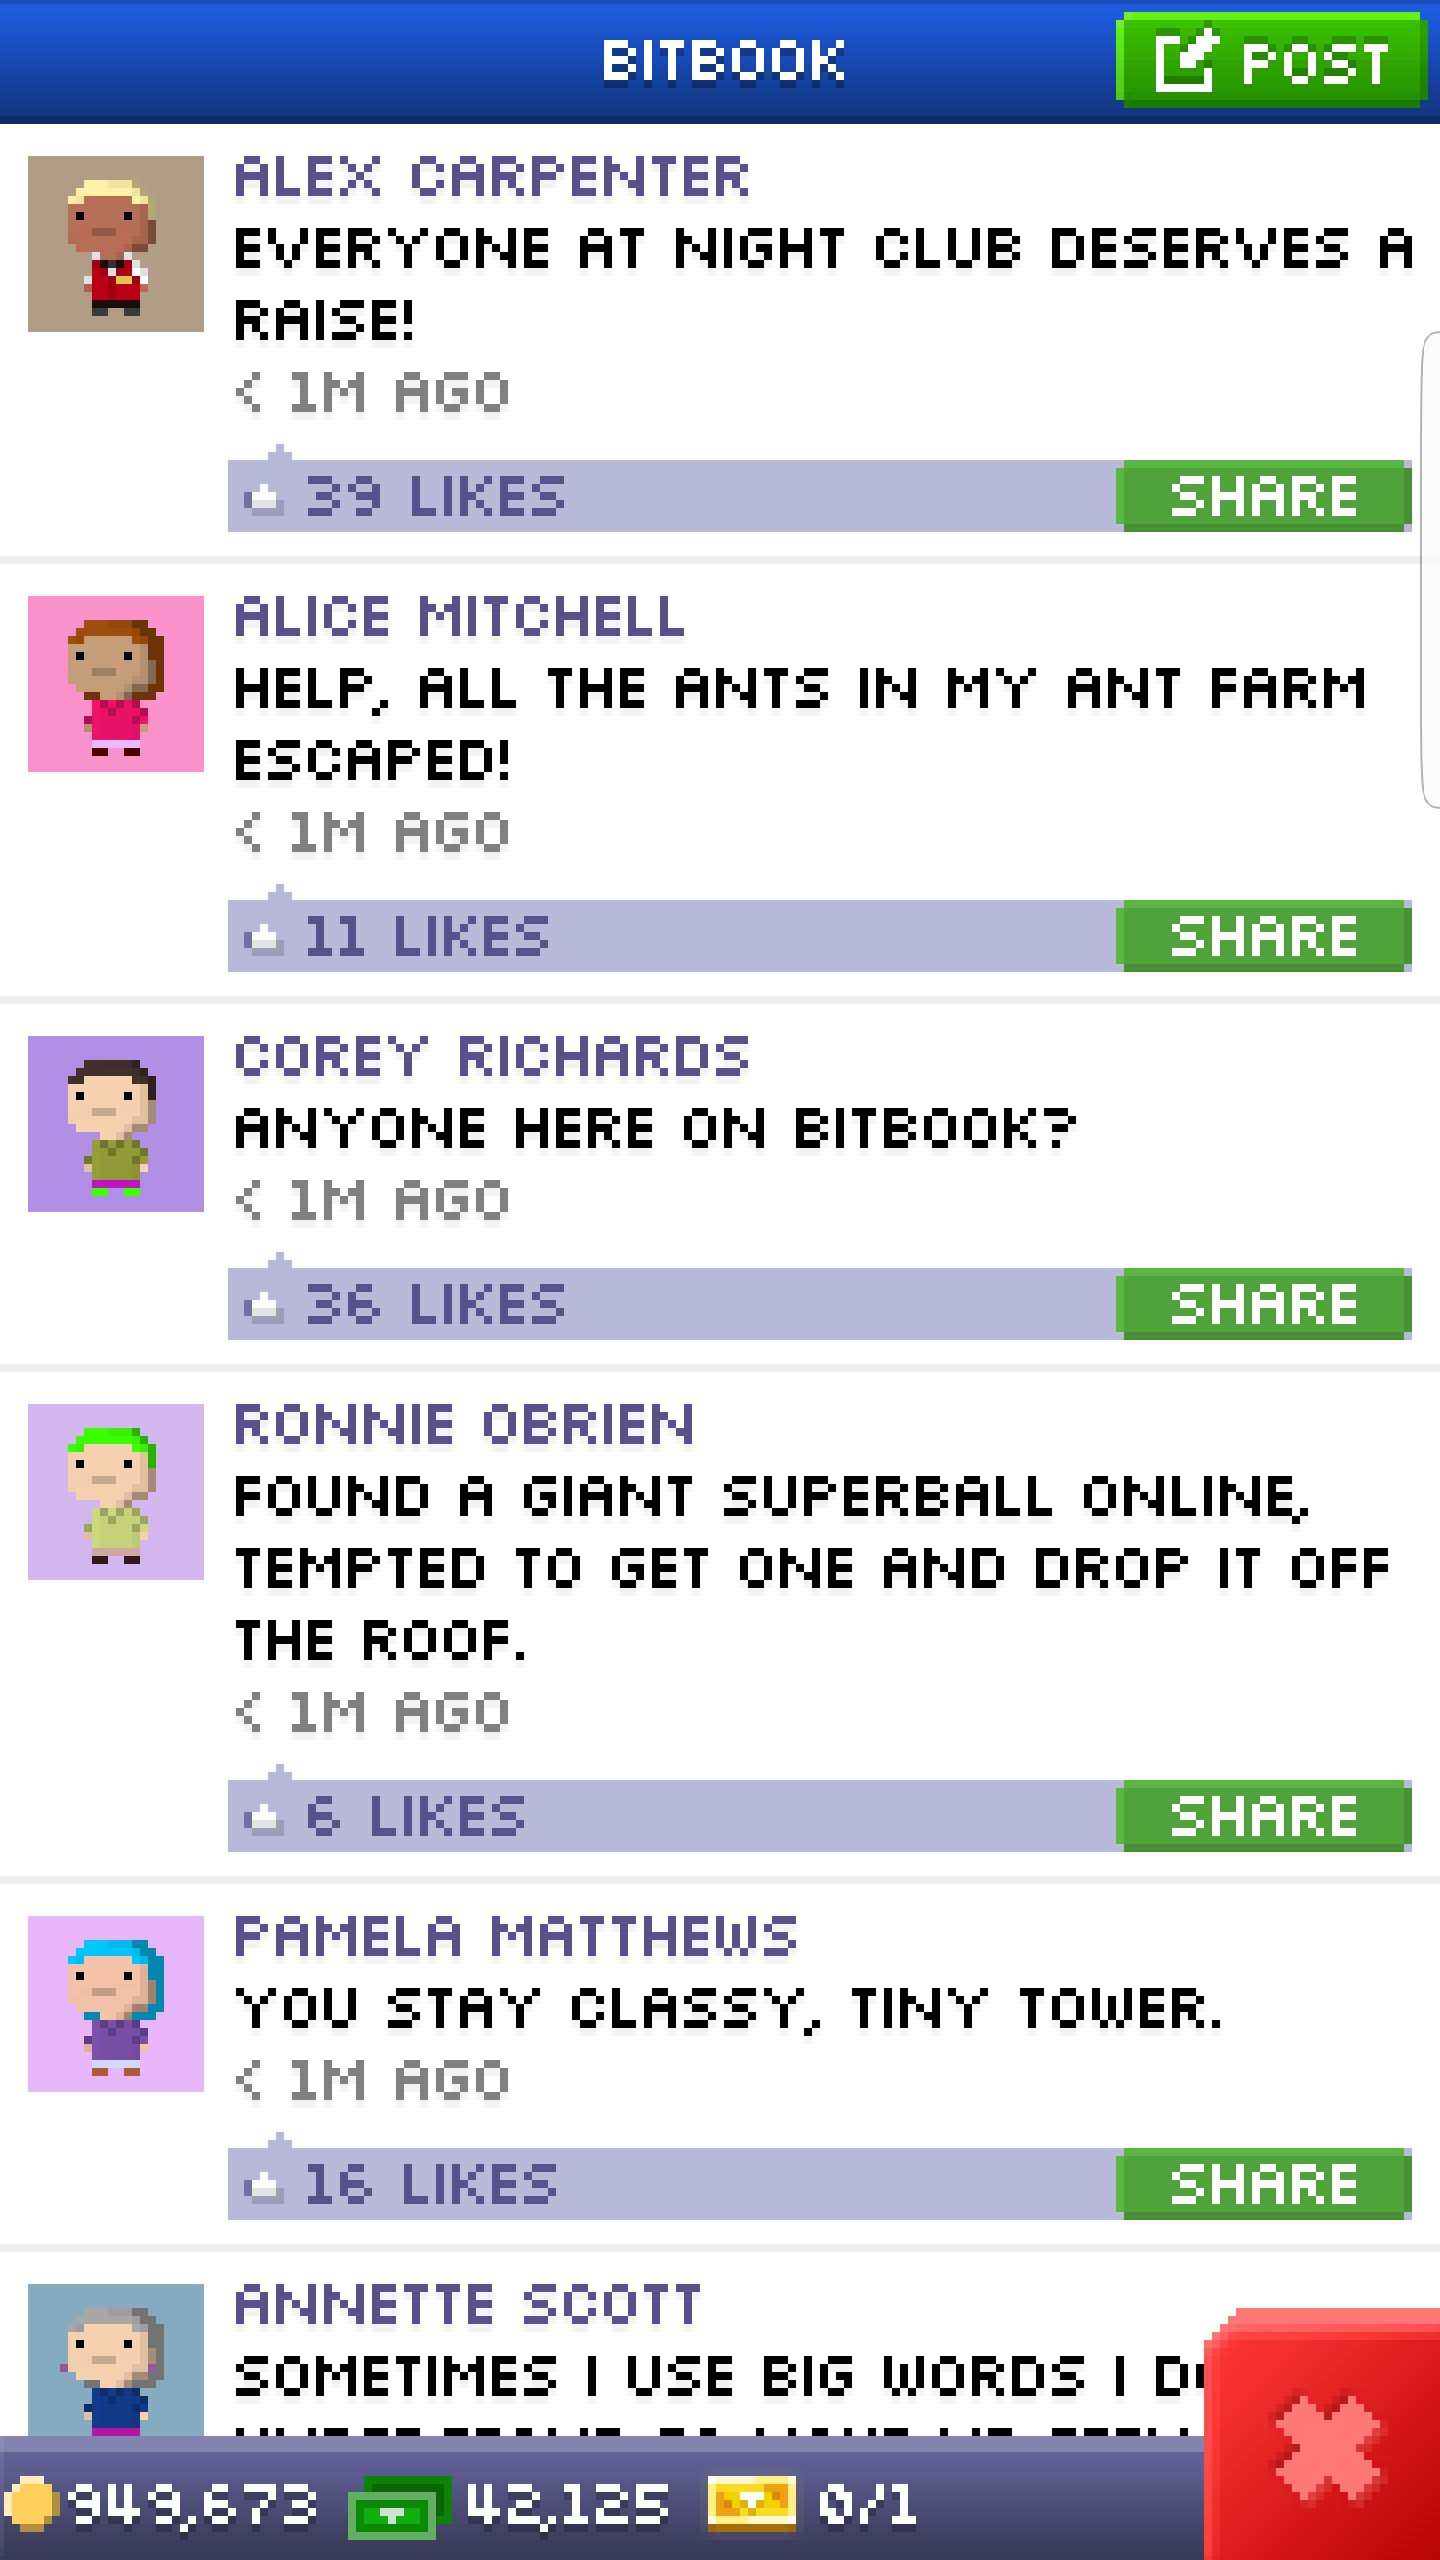 BITBOOK
POST
ALEX CARPENTER
EVERYONE AT NIGHT CLUB DESERVES A
RAISE!
< 1M AGO
39 LIKES
SHARE
ALICE MITCHELL
HELP, ALL THE ANTS IN MY ANT FARM
ESCAPED!
< 1M AGO
11 LIKES
SHARE
COREY RICHARDS
ANYONE HERE ON BITBOOK?
< 1M AGO
36 LIKES
SHARE
RONNIE OBRIEN
FOUND A GIANT SUPERBALL ONLINE,
TEMPTED TO GET ONE AND DROP IT OFF
THE ROOF.
< 1M AGO
6 LIKES
SHARE
PAMELA MATTHEWS
YOU STAY CLASSY, TINY TOWER.
< 1M AGO
16 LIKES
SHARE
ANNETTE SCOTT
SOMETIMES I USE BIG WORDS I
949,673
42,125
0/1